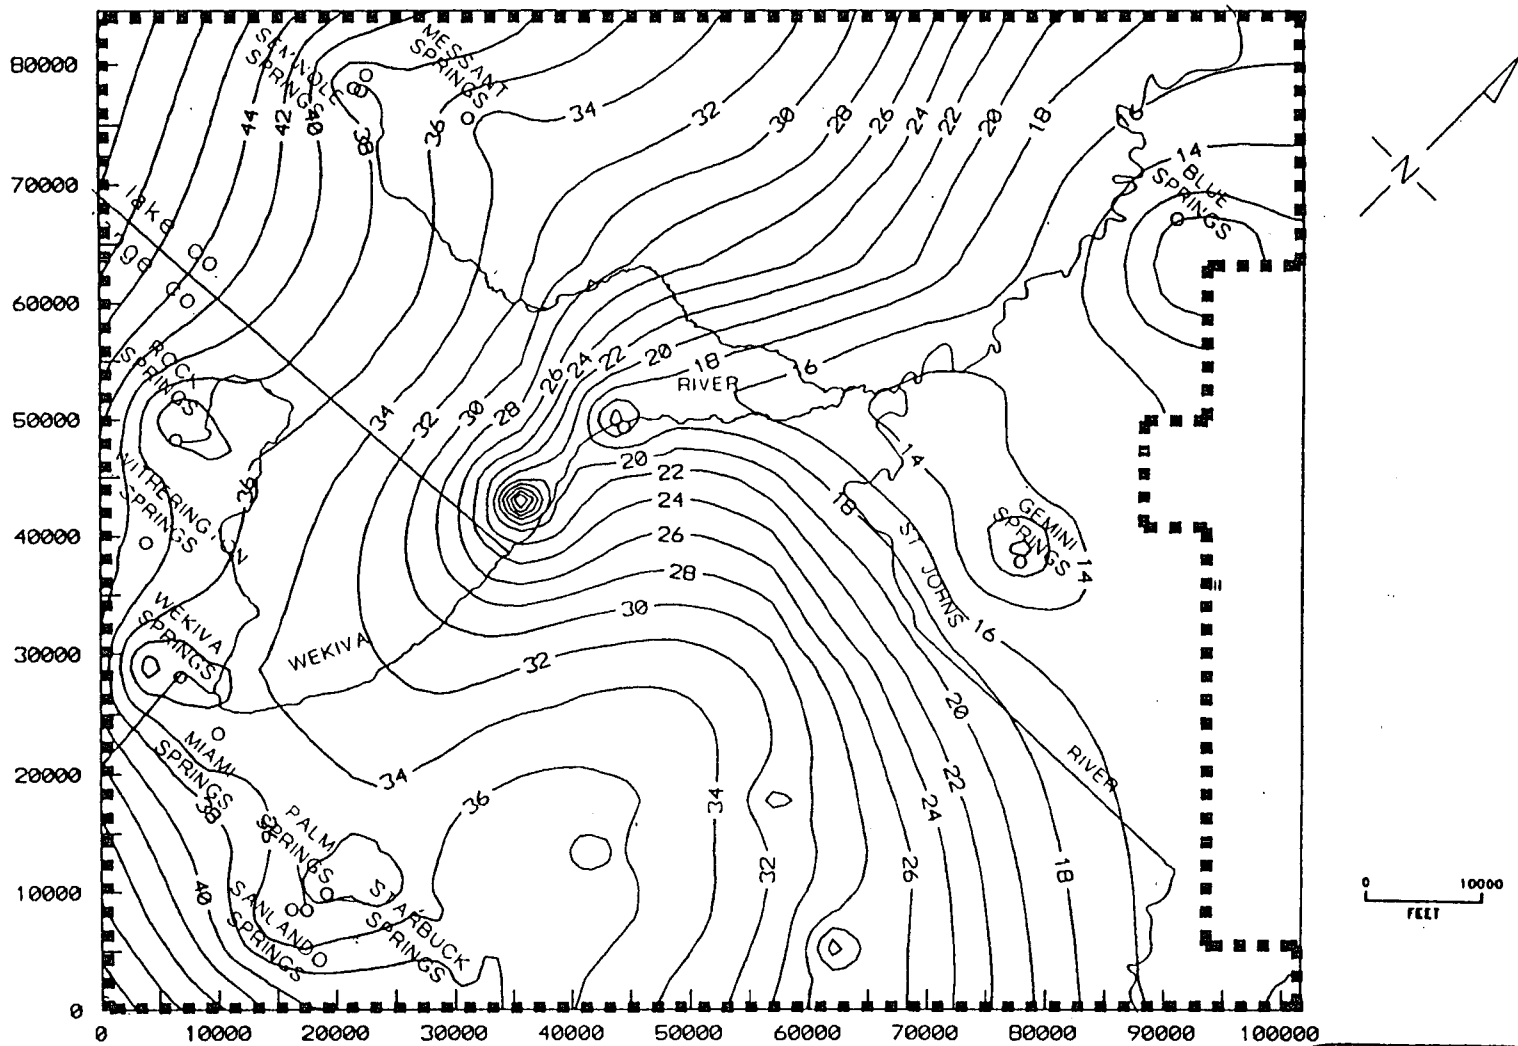 80000
70000
60000
50000
40000
30000
20000
10000
0
0 10000 20000 30000 40000 50000 60000 70000 80000 90000 100000
SEMINOLE
SPRINGS
MESSANT
SPRINGS
44
42
40
38
36
34
32
30
28
26
24
22
20
18
16
14
BLUE
SPRINGS
N
lake
ROCK
SPRINGS
34
32
30
28
26
24
22
20
18
16
RIVER
36
WITHERINGTON
SPRINGS
20
22
24
26
28
30
32
18
14
GEMINI
SPRINGS
14
ST JOHNS
16
WEKIVA
SPRINGS
WEKIVA
20
RIVER
MIAMI
SPRINGS
34
36
34
22
24
38
PALM
SPRINGS
32
26
18
40
SANLANDO
SPRINGS
STARBUCK
SPRINGS
0 10000
FEET